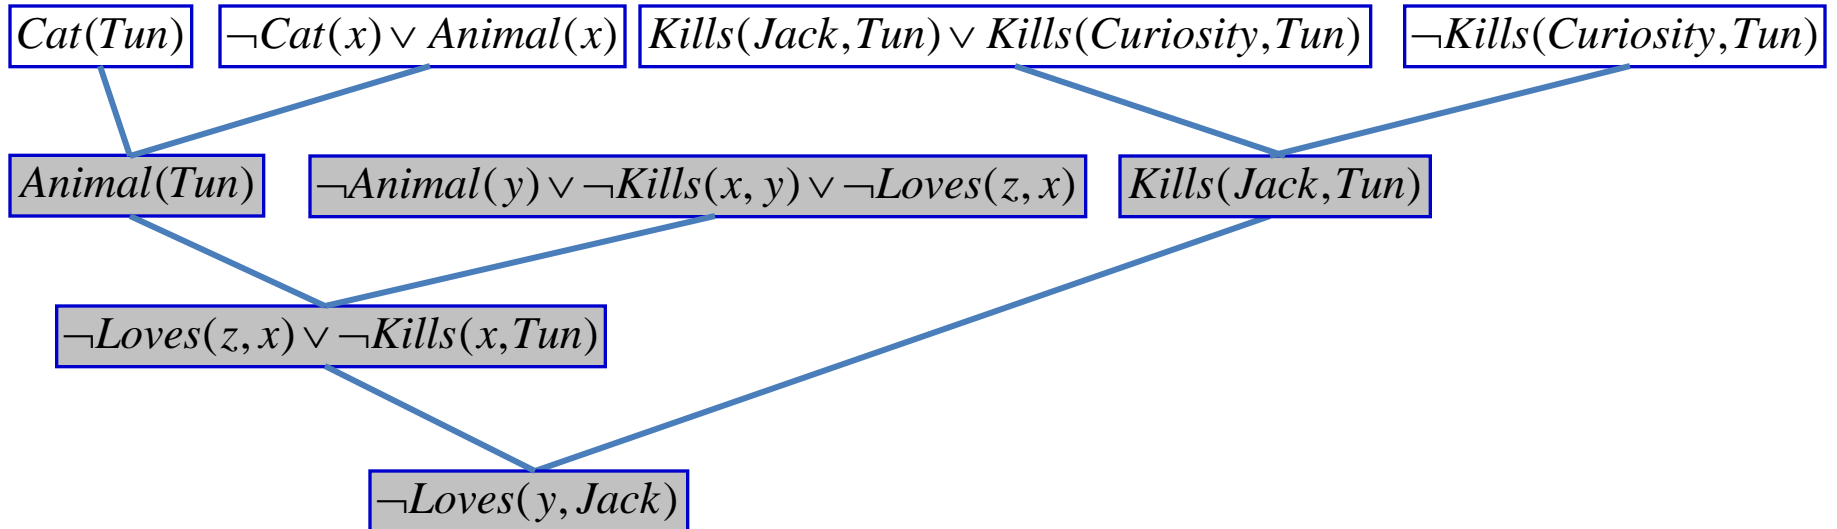 Cat(Tun) ¬Cat(x)∨ Animal(x) Kills(Jack,Tun)∨ Kills(Curiosity,Tun) ¬Kills(Curiosity,Tun)
Animal(Tun) ¬Animal(y)∨¬Kills(x, y)∨¬Loves(z,x) Kills(Jack,Tun)
¬Loves(z,x)∨¬Kills(x,Tun)
¬Loves(y,Jack)